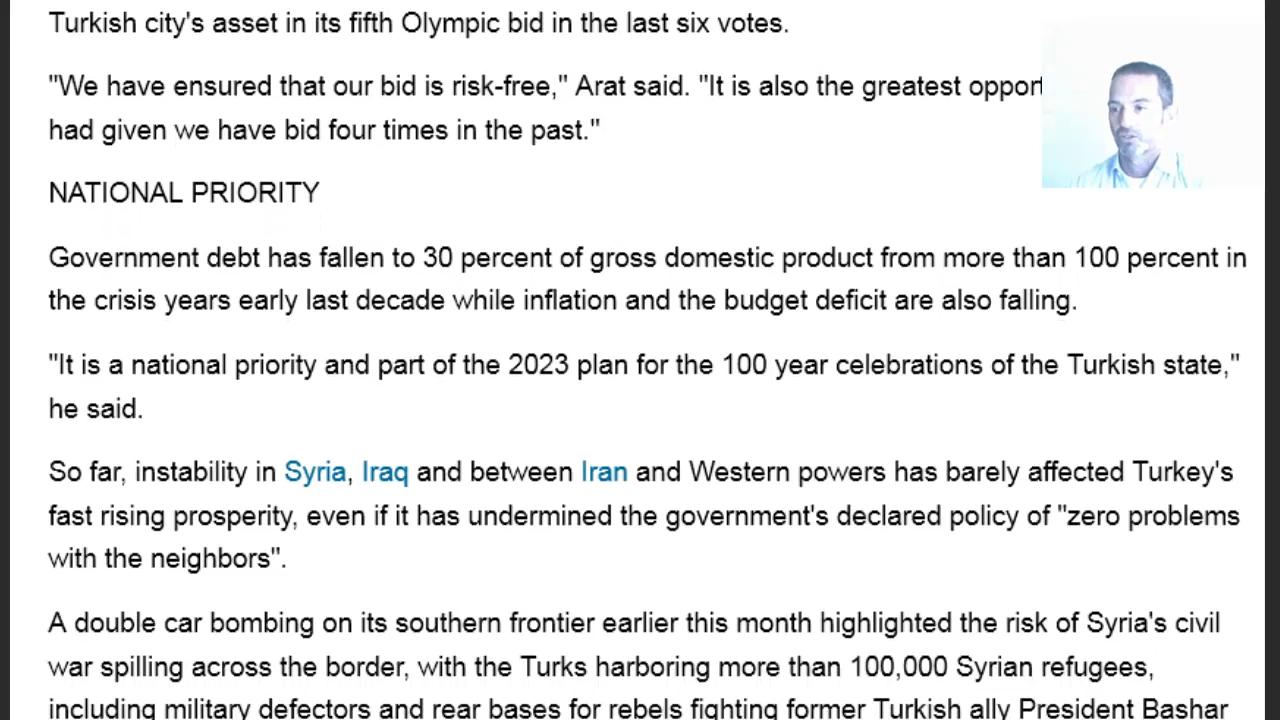 Turkish city's asset in its fifth Olympic bid in the last six votes.
"We have ensured that our bid is risk-free," Arat said. "It is also the greatest
had given we have bid four times in the past."
NATIONAL PRIORITY
Government debt has fallen to 30 percent of gross domestic product from more than 100 percent in
the crisis years early last decade while inflation and the budget deficit are also falling.
"It is a national priority and part of the 2023 plan for the 100 year celebrations of the Turkish state,"
he said.
So far, instability in Syria, Iraq and between Iran and Western powers has barely affected Turkey's
fast rising prosperity, even if it has undermined the government's declared policy of "zero problems
with the neighbors".
A double car bombing on its southern frontier earlier this month highlighted the risk of Syria's civil
war spilling across the border, with the Turks harboring more than 100,000 Syrian refugees,
including military defectors and rear bases for rebels fighting former Turkish ally President Bashar